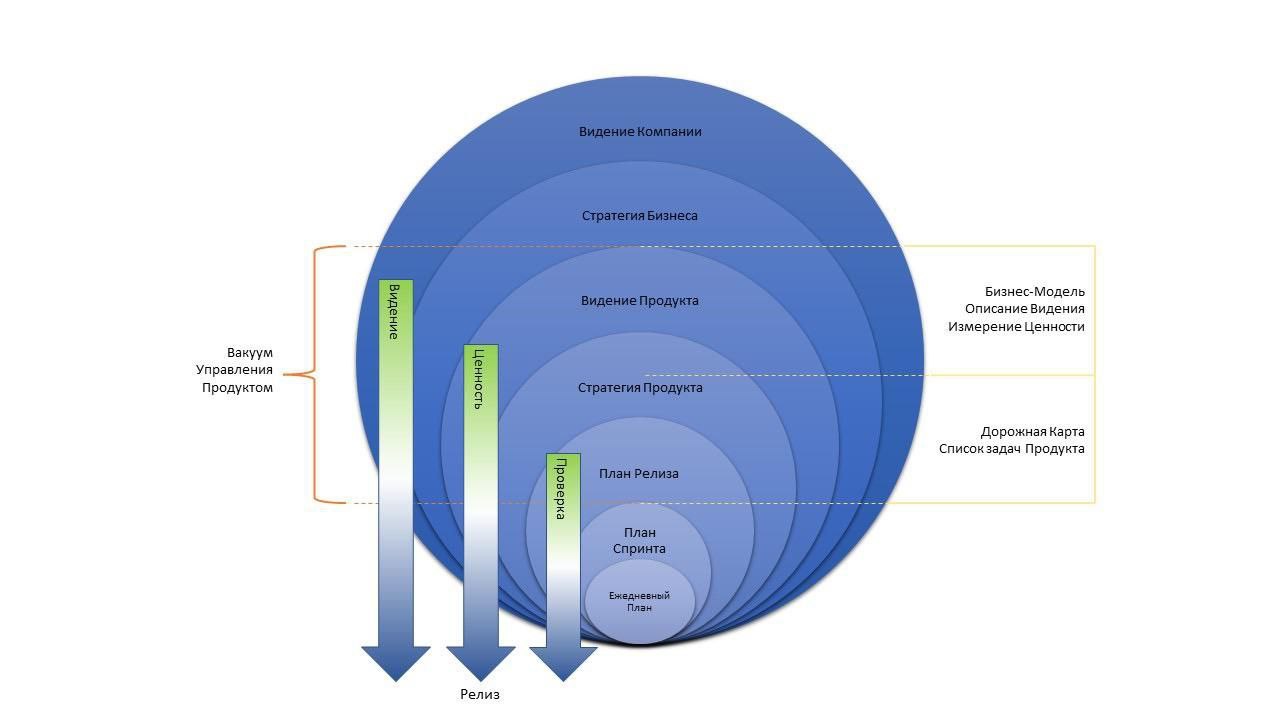 Видение Компании
Стратегия Бизнеса
Видение Продукта
Стратегия Продукта
План Релиза
План
Спринта
Ежедневный
План
Вакуум
Управления
Продуктом
Видение
Ценность
Проверка
Релиз
Бизнес-Модель
Описание Видения
Измерение Ценности
Дорожная Карта
Список задач Продукта